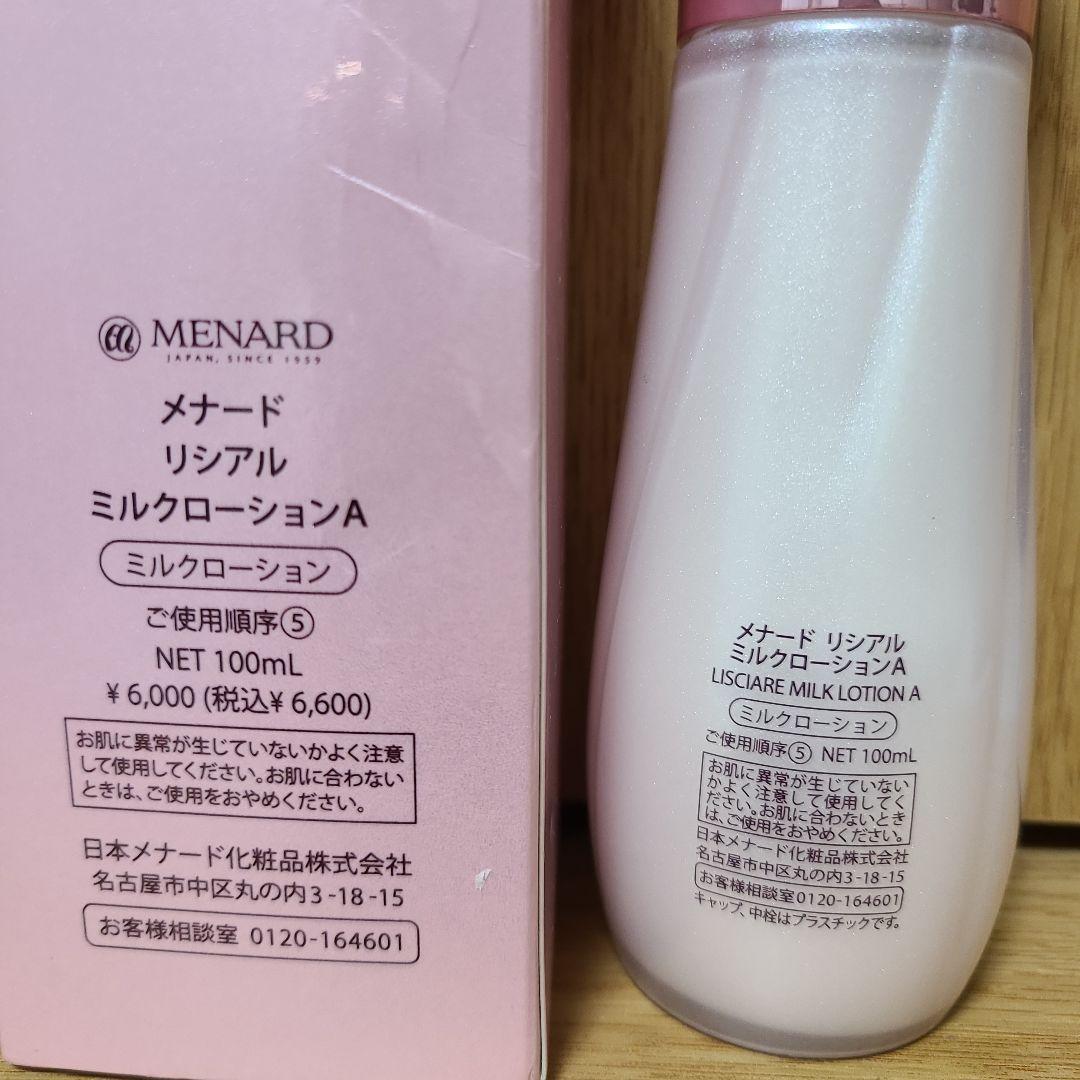 MENARD
JAPAN, SINCE 1959
メナード
リシアル
ミルクローションA
ミルクローション
ご使用順序⑤
NET 100mL
¥6,000 (税込¥6,600)
お肌に異常が生じていないかよく注意
して使用してください。お肌に合わない
ときは、ご使用をおやめください。
日本メナード化粧品株式会社
名古屋市中区丸の内3-18-15
お客様相談室 0120-164601
メナード リシアル
ミルクローションA
LISCIARE MILK LOTION A
ミルクローション
ご使用順序⑤ NET 100mL
お肌に異常が生じていない
かよく注意して使用してく
ださい。お肌に合わないとき
は、ご使用をおやめください。
日本メナード化粧品株式会社
名古屋市中区丸の内3-18-15
お客様相談室0120-164601
キャップ、中栓はプラスチックです。